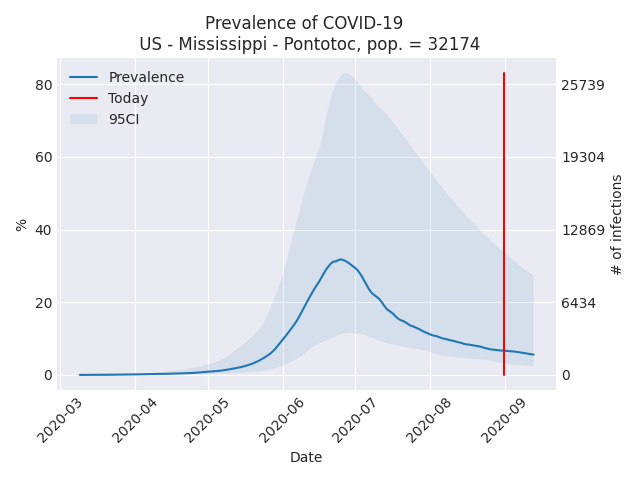 Prevalence of COVID-19
US - Mississippi - Pontotoc, pop. = 32174
Prevalence
Today
95CI
80
60
40
20
0
%
25739
19304
12869
6434
0
# of infections
2020-03
2020-04
2020-05
2020-06
2020-07
2020-08
2020-09
Date